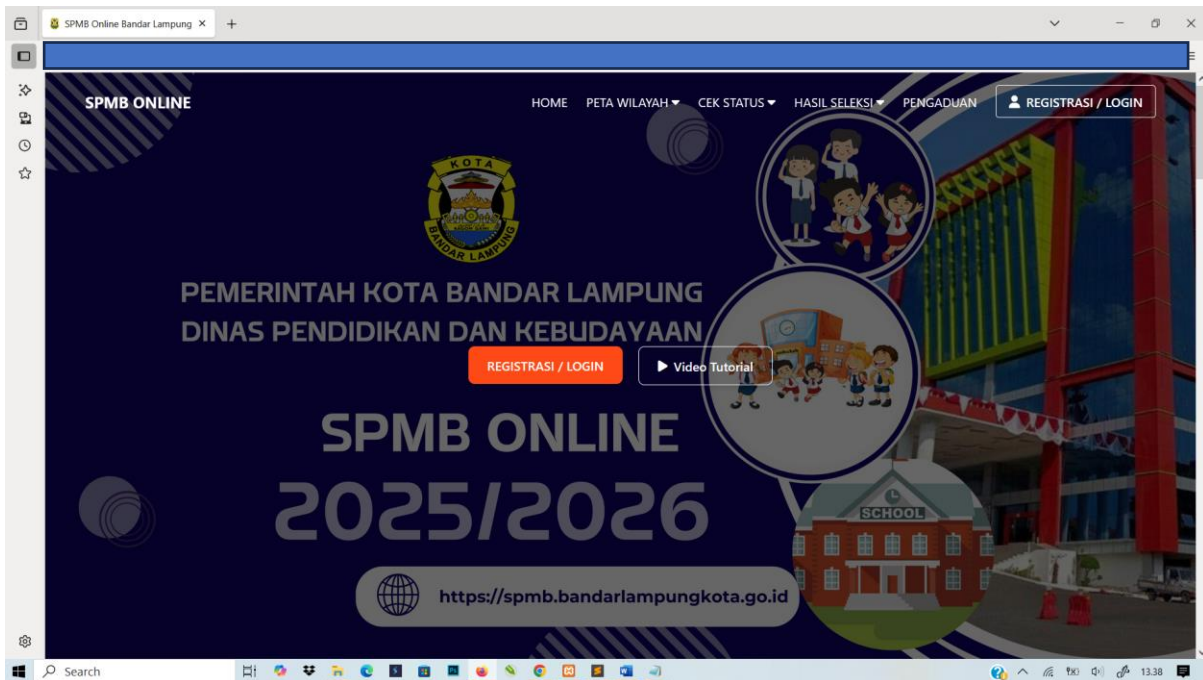 SPMB Online Bandar Lampung
SPMB ONLINE
HOME PETA WILAYAH CEK STATUS HASIL SELEKSI PENGADUAN REGISTRASI / LOGIN
KOTA
BANDAR LAMPUNG
PEMERINTAH KOTA BANDAR LAMPUNG
DINAS PENDIDIKAN DAN KEBUDAYAAN
REGISTRASI / LOGIN Video Tutorial
SPMB ONLINE
2025/2026
SCHOOL
https://spmb.bandarlampungkota.go.id
Search
13.38